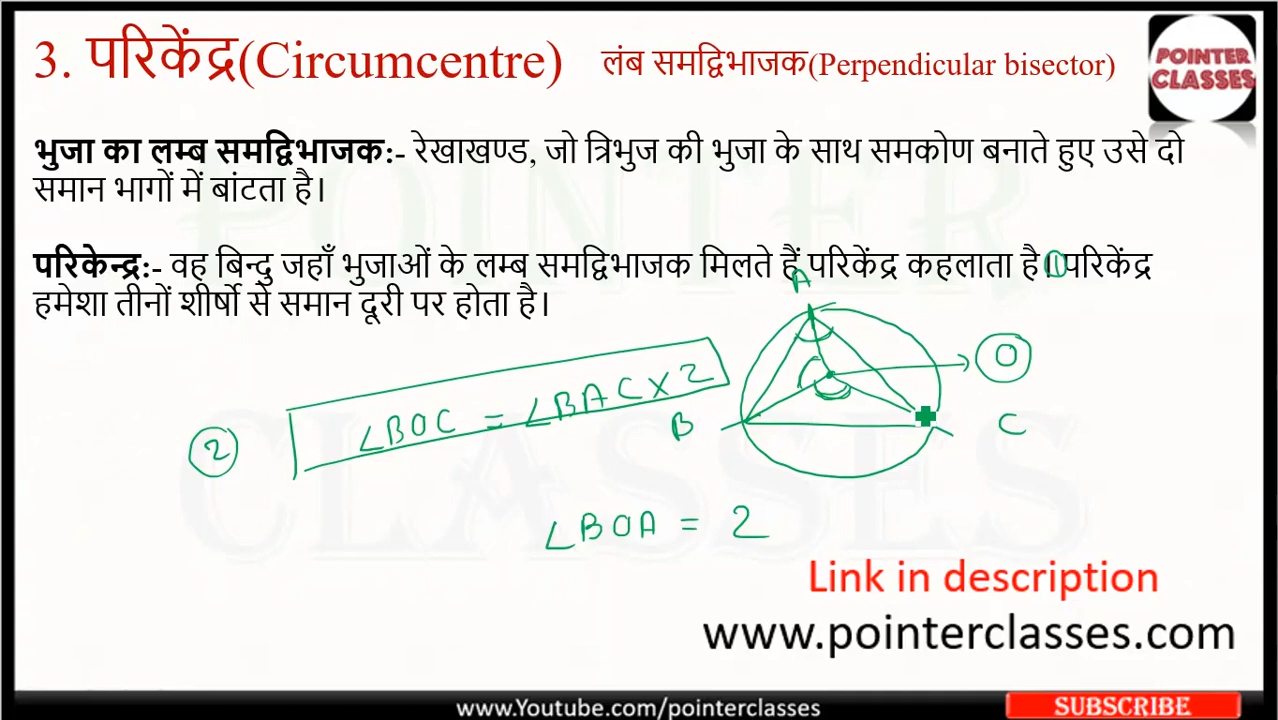 3. परिकेंद्र(Circumcentre) लंब समद्विभाजक(Perpendicular bisector)
POINTER
CLASSES
भुजा का लम्ब समद्विभाजक:- रेखाखण्ड, जो त्रिभुज की भुजा के साथ समकोण बनाते हुए उसे दो
समान भागों में बांटता है।
POINTER
परिकेन्द्र:- वह बिन्दु जहाँ भुजाओं के लम्ब समद्विभाजक मिलते हैं परिकेंद्र कहलाता है। परिकेंद्र
हमेशा तीनों शीर्षो से समान दूरी पर होता है।
A
O
B
C
2 ∠BOC = ∠BAC×2
CLASSES
∠BOA = 2
Link in description
www.pointerclasses.com
www.Youtube.com/pointerclasses
SUBSCRIBE